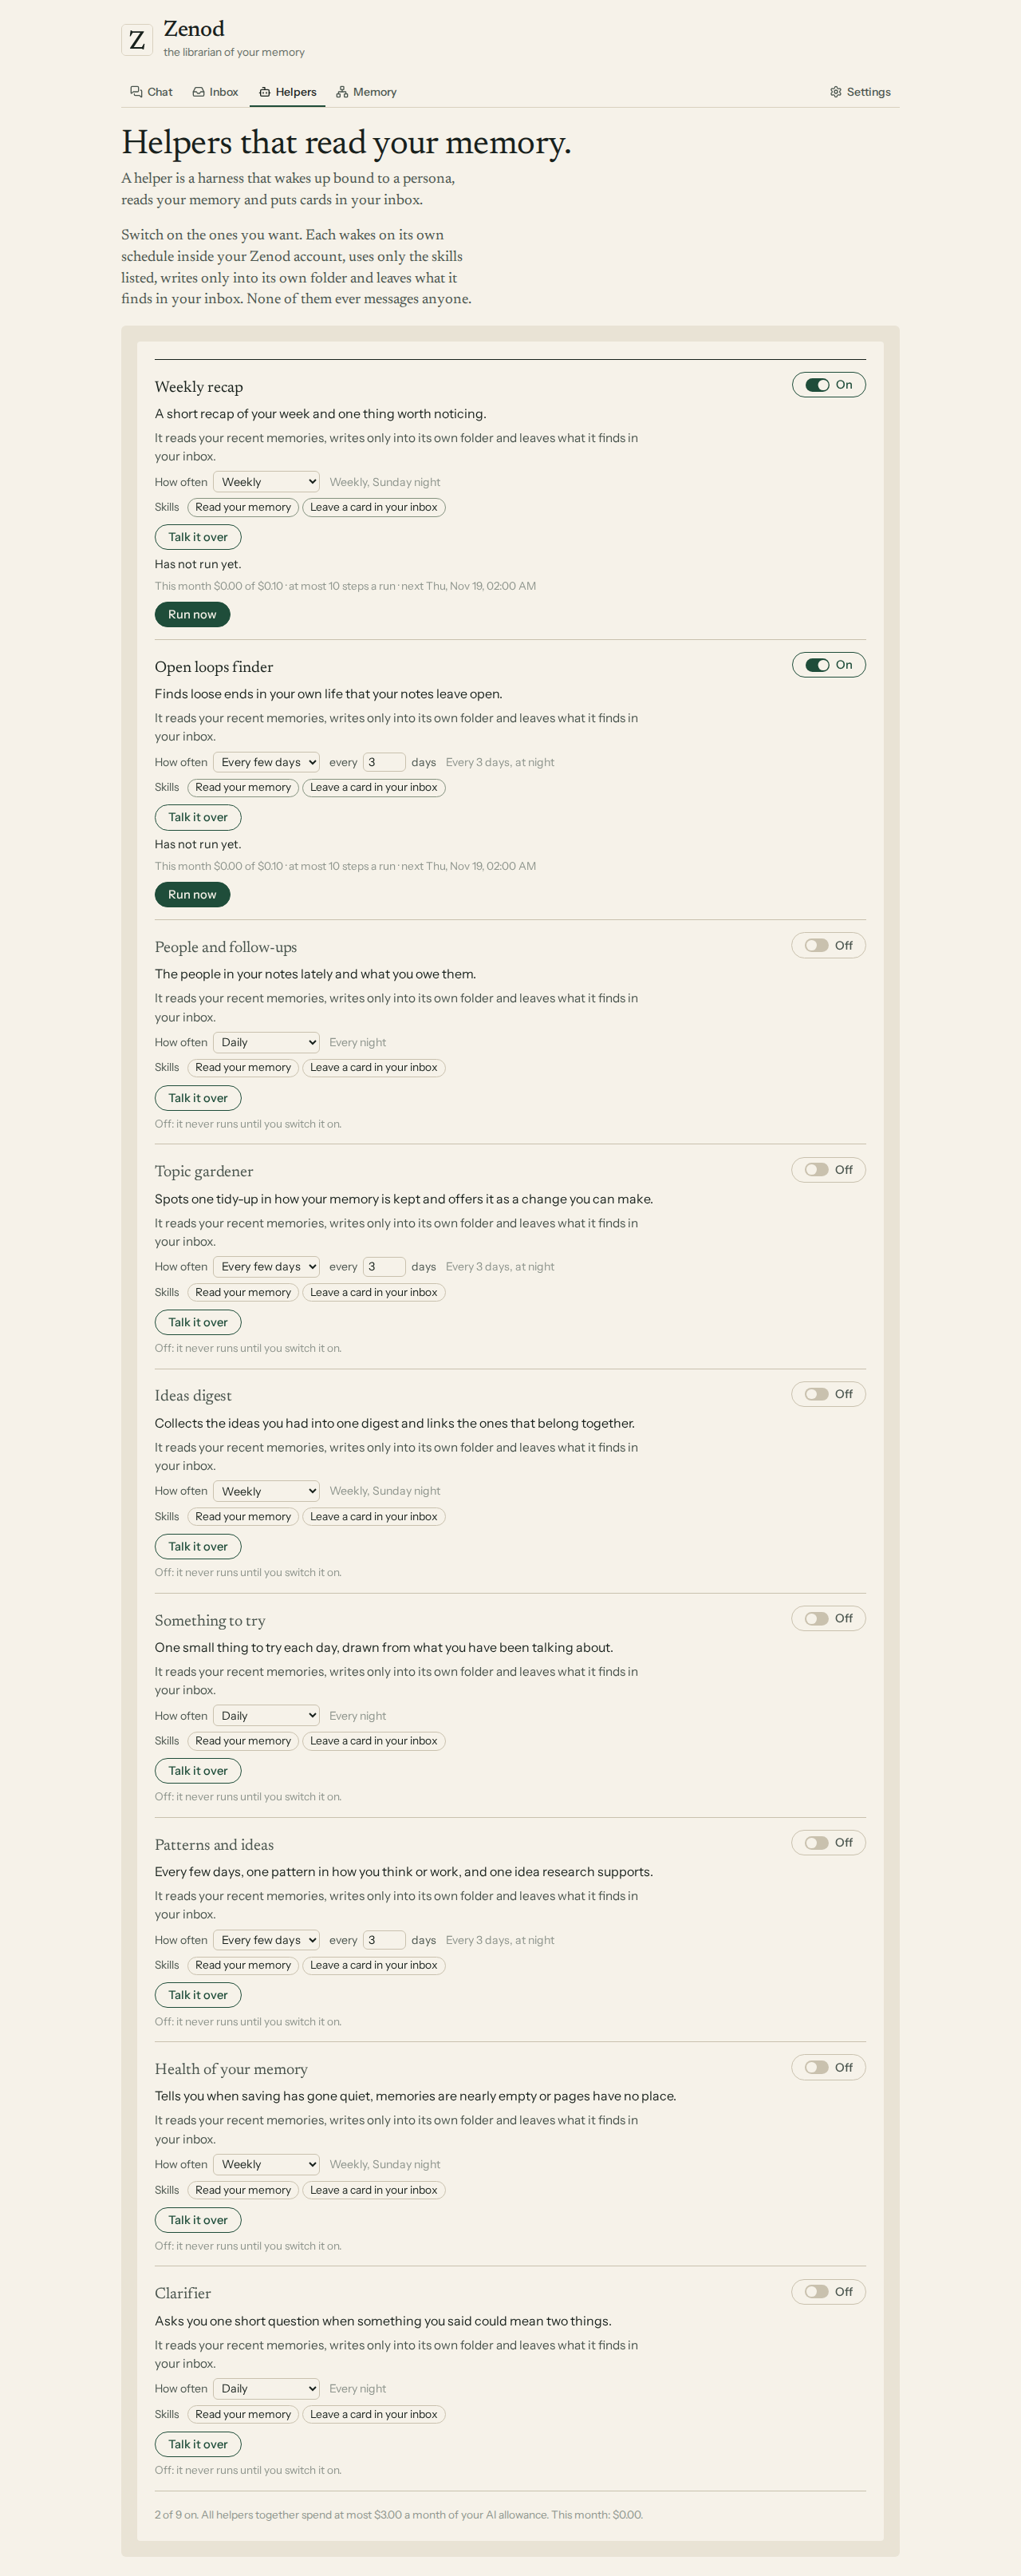 Z
Zenod
the librarian of your memory
Chat Inbox Helpers Memory Settings
Helpers that read your memory.
A helper is a harness that wakes up bound to a persona,
reads your memory and puts cards in your inbox.
Switch on the ones you want. Each wakes on its own
schedule inside your Zenod account, uses only the skills
listed, writes only into its own folder and leaves what it
finds in your inbox. None of them ever messages anyone.
Weekly recap On
A short recap of your week and one thing worth noticing.
It reads your recent memories, writes only into its own folder and leaves what it finds in
your inbox.
How often Weekly Weekly, Sunday night
Skills Read your memory Leave a card in your inbox
Talk it over
Has not run yet.
This month $0.00 of $0.10 · at most 10 steps a run · next Thu, Nov 19, 02:00 AM
Run now
Open loops finder On
Finds loose ends in your own life that your notes leave open.
It reads your recent memories, writes only into its own folder and leaves what it finds in
your inbox.
How often Every few days every 3 days Every 3 days, at night
Skills Read your memory Leave a card in your inbox
Talk it over
Has not run yet.
This month $0.00 of $0.10 · at most 10 steps a run · next Thu, Nov 19, 02:00 AM
Run now
People and follow-ups Off
The people in your notes lately and what you owe them.
It reads your recent memories, writes only into its own folder and leaves what it finds in
your inbox.
How often Daily Every night
Skills Read your memory Leave a card in your inbox
Talk it over
Off: it never runs until you switch it on.
Topic gardener Off
Spots one tidy-up in how your memory is kept and offers it as a change you can make.
It reads your recent memories, writes only into its own folder and leaves what it finds in
your inbox.
How often Every few days every 3 days Every 3 days, at night
Skills Read your memory Leave a card in your inbox
Talk it over
Off: it never runs until you switch it on.
Ideas digest Off
Collects the ideas you had into one digest and links the ones that belong together.
It reads your recent memories, writes only into its own folder and leaves what it finds in
your inbox.
How often Weekly Weekly, Sunday night
Skills Read your memory Leave a card in your inbox
Talk it over
Off: it never runs until you switch it on.
Something to try Off
One small thing to try each day, drawn from what you have been talking about.
It reads your recent memories, writes only into its own folder and leaves what it finds in
your inbox.
How often Daily Every night
Skills Read your memory Leave a card in your inbox
Talk it over
Off: it never runs until you switch it on.
Patterns and ideas Off
Every few days, one pattern in how you think or work, and one idea research supports.
It reads your recent memories, writes only into its own folder and leaves what it finds in
your inbox.
How often Every few days every 3 days Every 3 days, at night
Skills Read your memory Leave a card in your inbox
Talk it over
Off: it never runs until you switch it on.
Health of your memory Off
Tells you when saving has gone quiet, memories are nearly empty or pages have no place.
It reads your recent memories, writes only into its own folder and leaves what it finds in
your inbox.
How often Weekly Weekly, Sunday night
Skills Read your memory Leave a card in your inbox
Talk it over
Off: it never runs until you switch it on.
Clarifier Off
Asks you one short question when something you said could mean two things.
It reads your recent memories, writes only into its own folder and leaves what it finds in
your inbox.
How often Daily Every night
Skills Read your memory Leave a card in your inbox
Talk it over
Off: it never runs until you switch it on.
2 of 9 on. All helpers together spend at most $3.00 a month of your AI allowance. This month: $0.00.